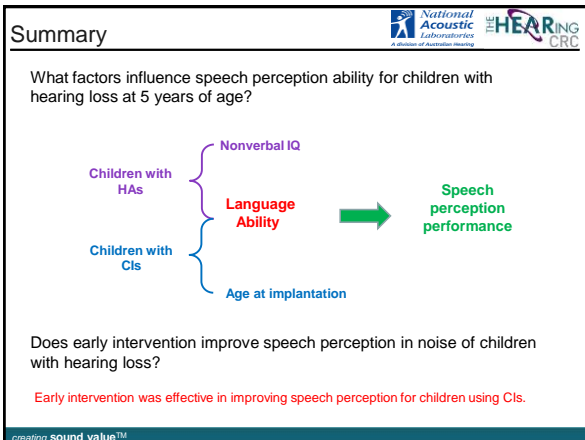 Summary
National
Acoustic
Laboratories
A division of Australian Hearing
THE HEARING
CRC
What factors influence speech perception ability for children with
hearing loss at 5 years of age?
Nonverbal IQ
Children with
HAs
Language
Ability
Speech
perception
performance
Children with
CIs
Age at implantation
Does early intervention improve speech perception in noise of children
with hearing loss?
Early intervention was effective in improving speech perception for children using CIs.
creating sound value™